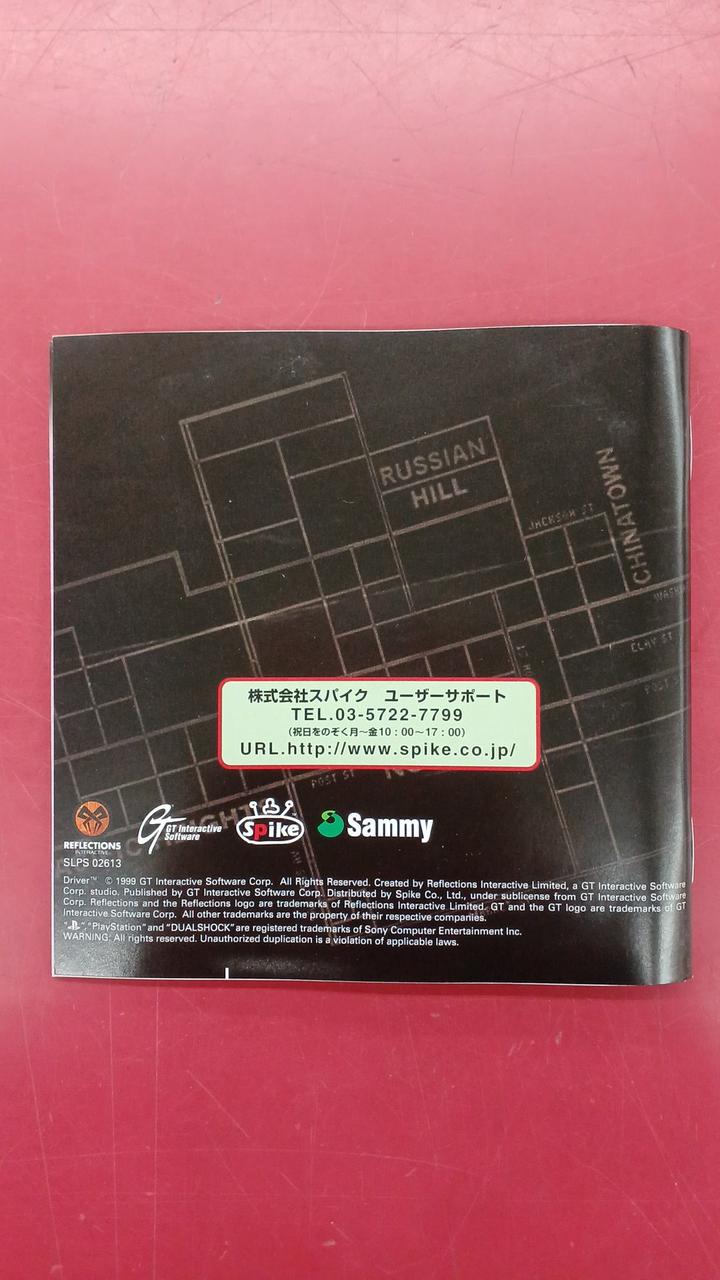 RUSSIAN
HILL
CHINATOWN
JACKSON ST
CLAY ST
POST S
株式会社スパイク ユーザーサポート
TEL.03-5722-7799
(祝日をのぞく月～金10：00～17：00)
URL.http://www.spike.co.jp/
POST ST
REFLECTIONS
INTERACTIVE
GT GT Interactive
Software
Spike
Sammy
SLPS 02613
Driver™ © 1999 GT Interactive Software Corp. All Rights Reserved. Created by Reflections Interactive Limited, a GT Interactive Software
Corp. studio. Published by GT Interactive Software Corp. Distributed by Spike Co., Ltd., under sublicense from GT Interactive Software
Corp. Reflections and the Reflections logo are trademarks of Reflections Interactive Limited. GT and the GT logo are trademarks of GT
Interactive Software Corp. All other trademarks are the property of their respective companies.
" ", "PlayStation" and "DUALSHOCK" are registered trademarks of Sony Computer Entertainment Inc.
WARNING: All rights reserved. Unauthorized duplication is a violation of applicable laws.